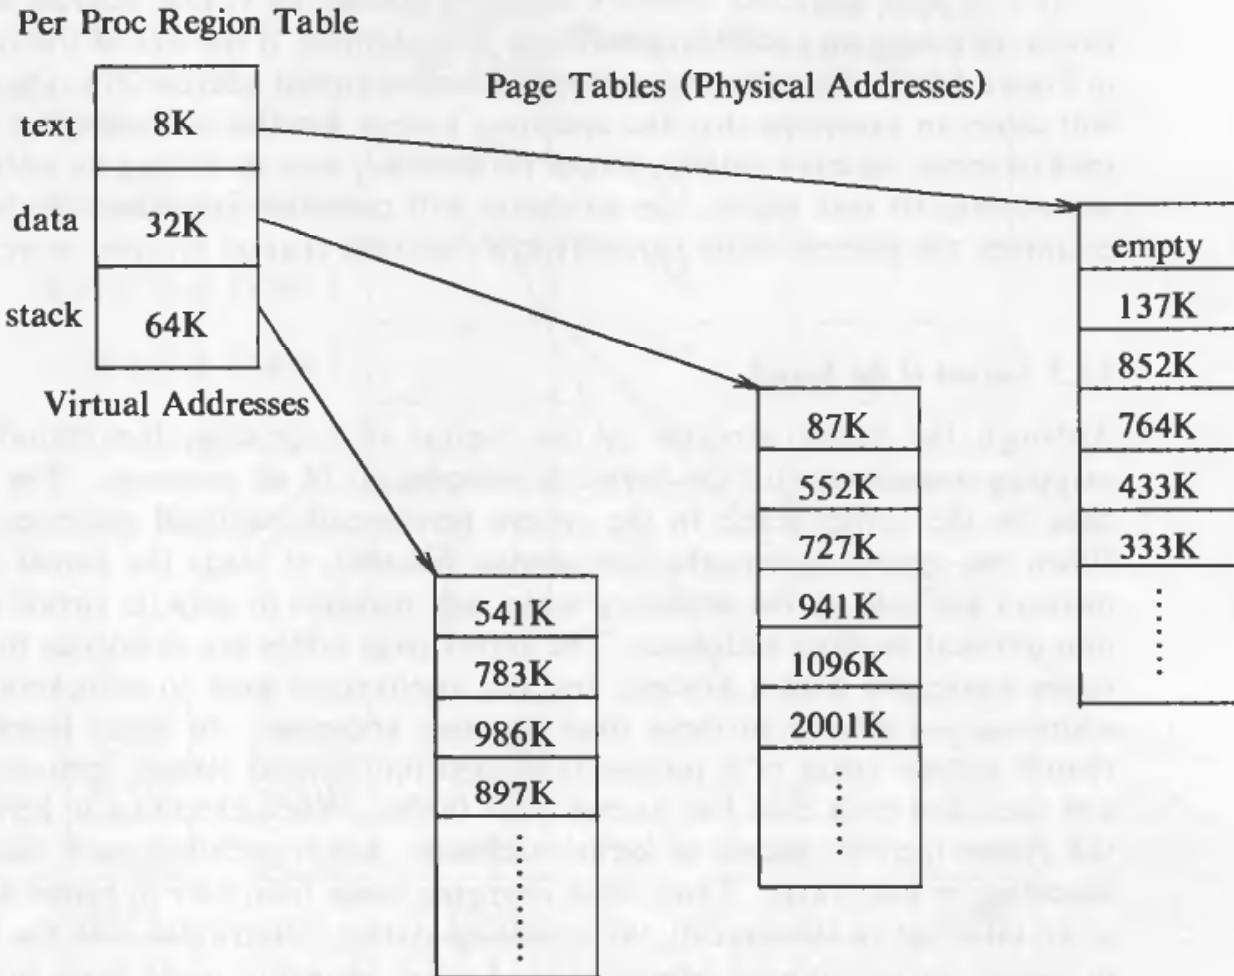 Per Proc Region Table
Page Tables (Physical Addresses)
text 8K
data 32K
stack 64K
Virtual Addresses
empty
137K
852K
764K
433K
333K
87K
552K
727K
941K
1096K
2001K
541K
783K
986K
897K